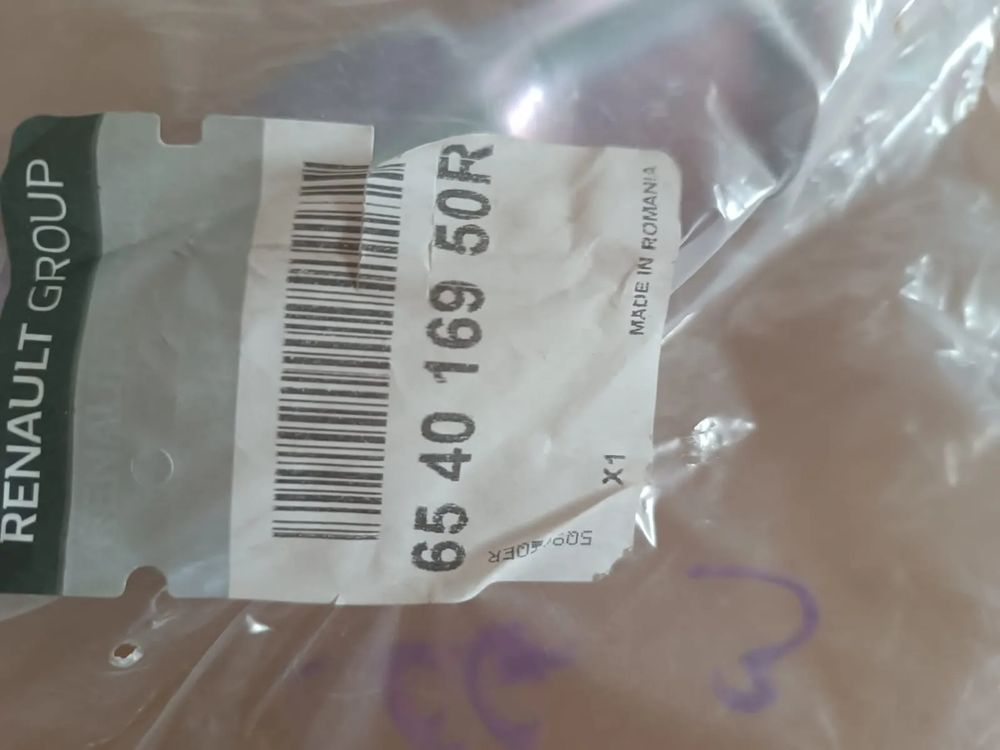 RENAULT GROUP
65 40 169 50R
MADE IN ROMANIA
X1